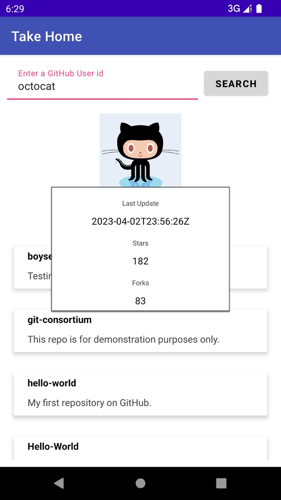 6:29
3G
Take Home
Enter a GitHub User id
octocat
SEARCH
Last Update
2023-04-02T23:56:26Z
Stars
182
Forks
83
boyse
Testin
git-consortium
This repo is for demonstration purposes only.
hello-world
My first repository on GitHub.
Hello-World